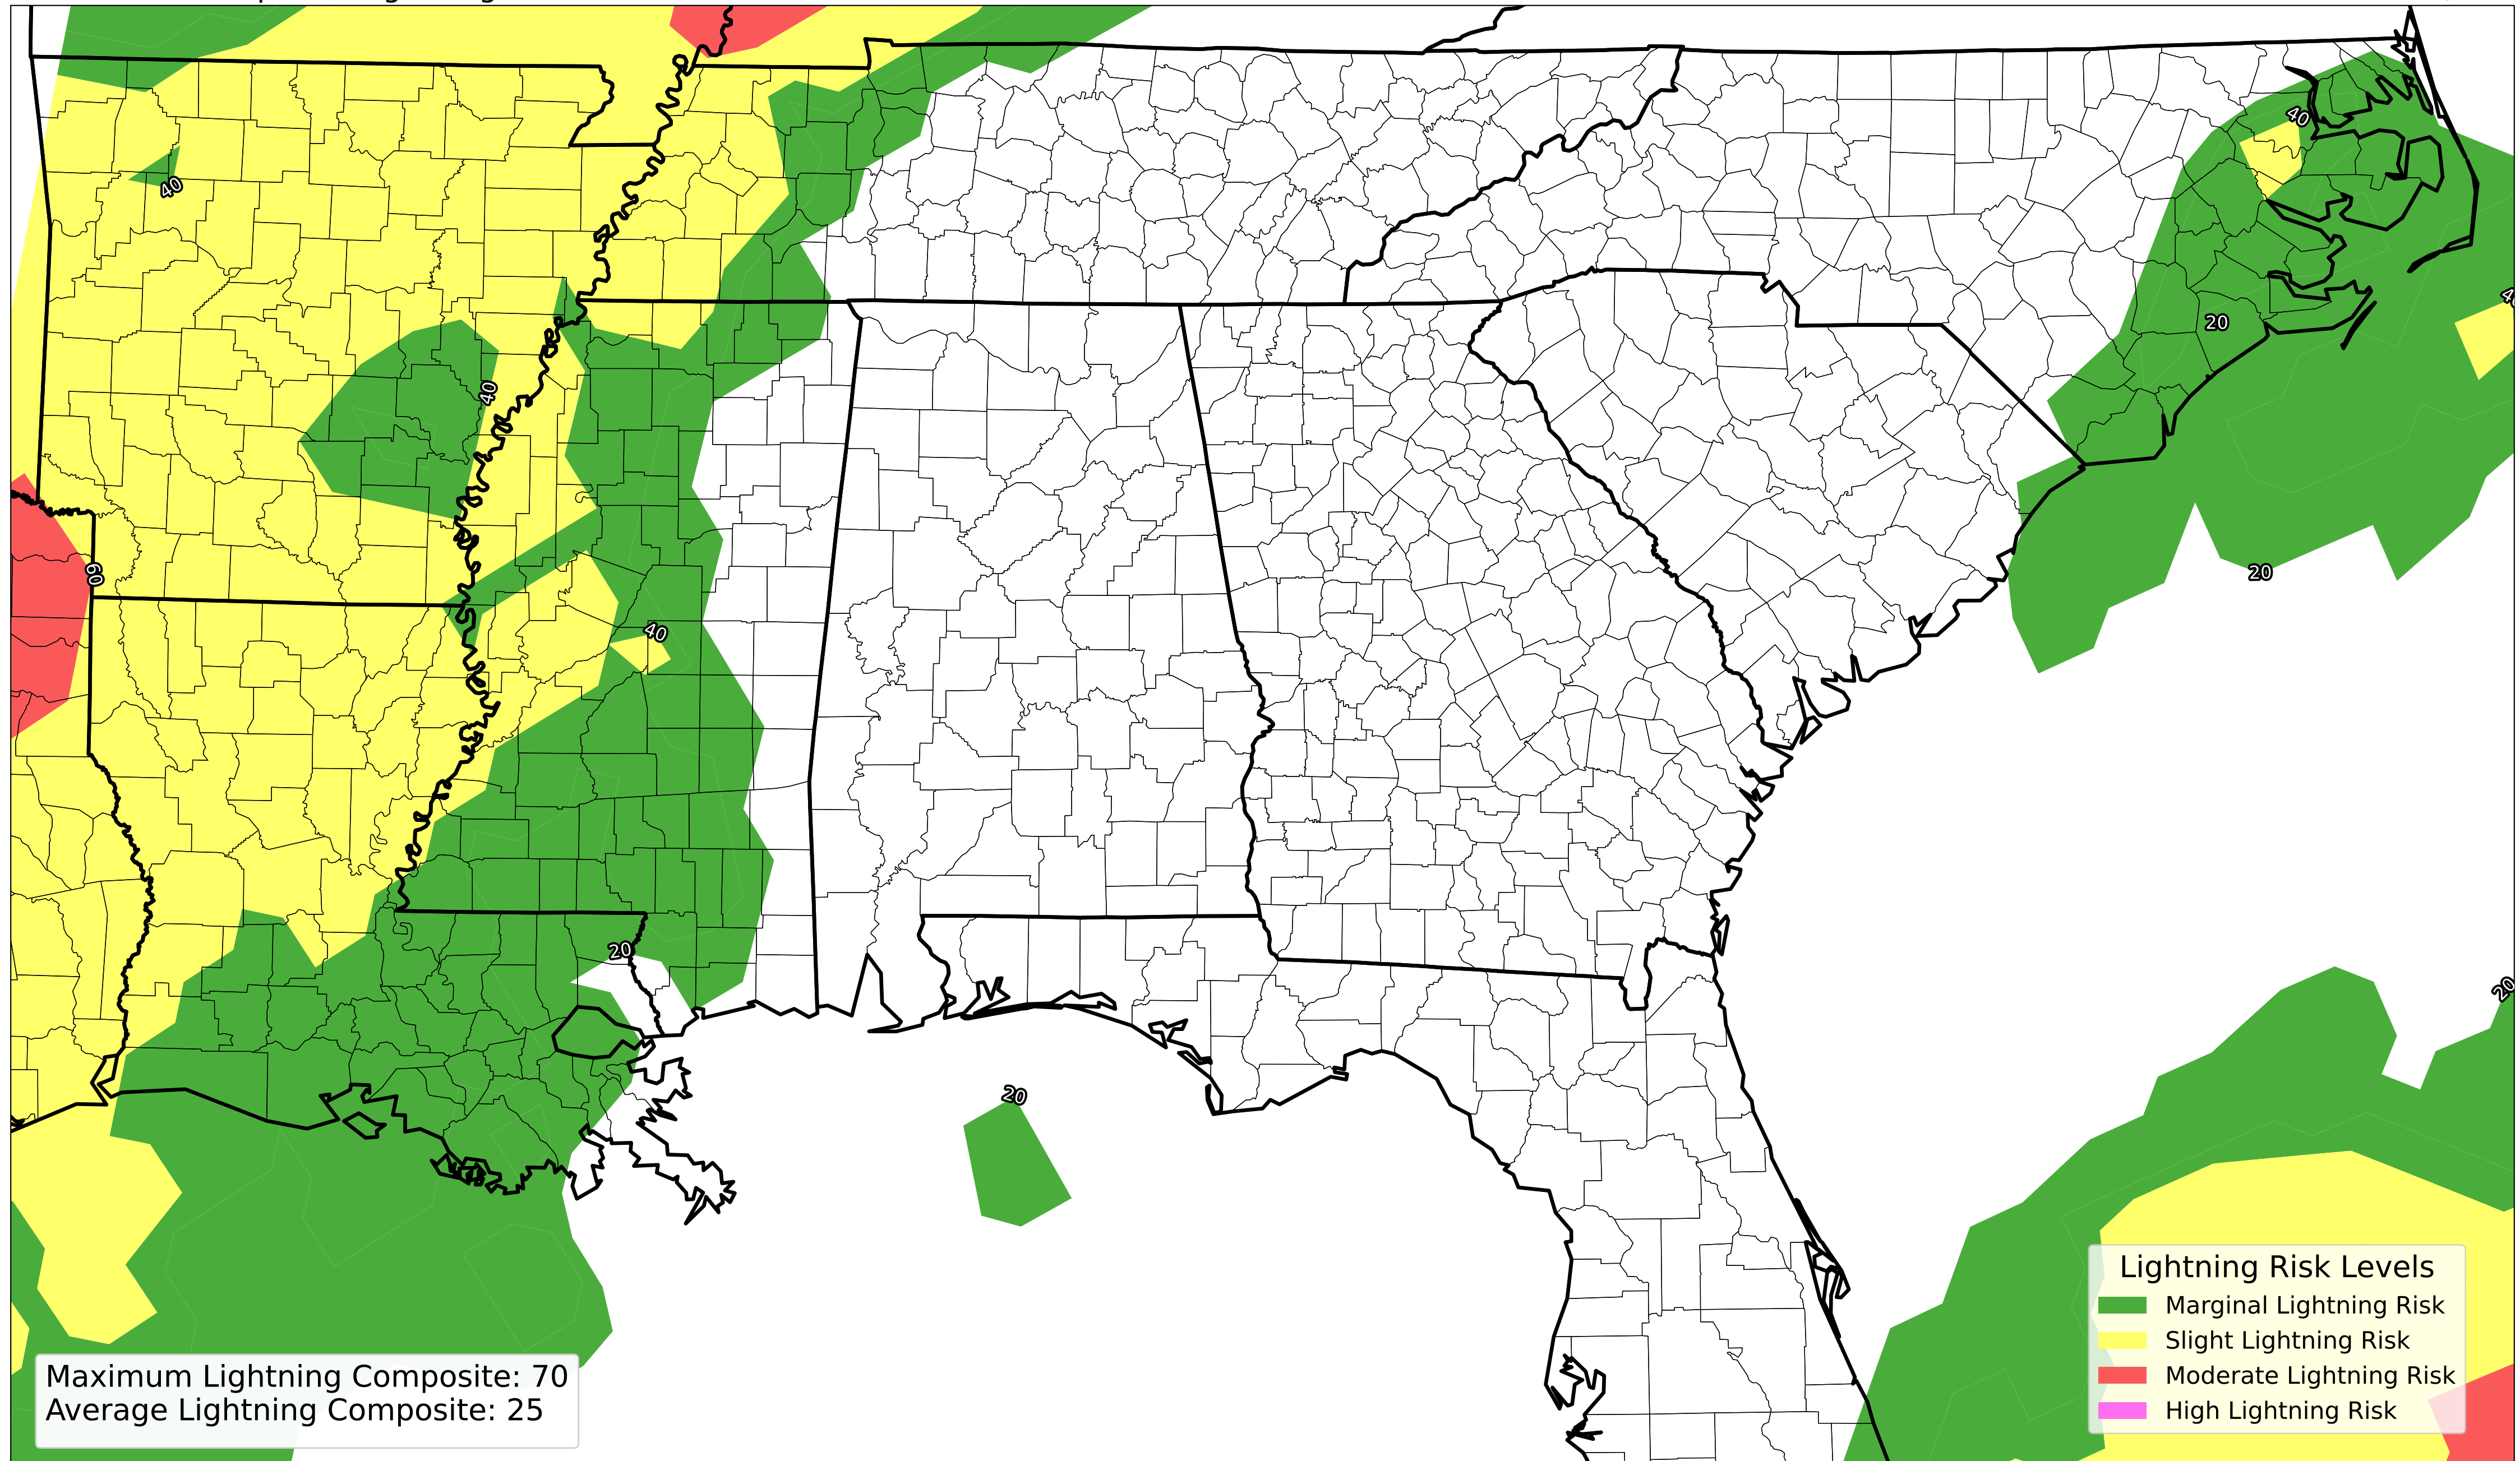 40
40
40
20
60
40
20
20
20
20
Lightning Risk Levels
Marginal Lightning Risk
Slight Lightning Risk
Moderate Lightning Risk
High Lightning Risk
Maximum Lightning Composite: 70
Average Lightning Composite: 25